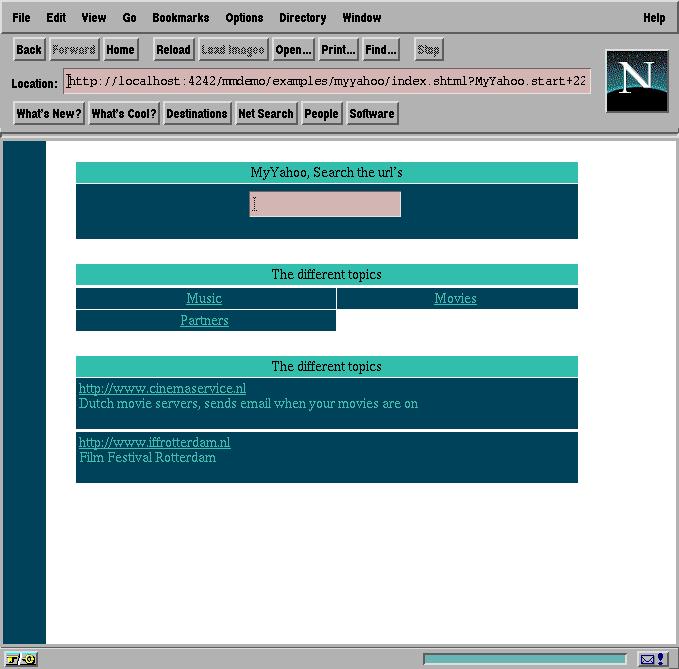 File Edit View Go Bookmarks Options Directory Window Help
Back Forward Home Reload Load Images Open... Print... Find... Stop
Location: http://localhost:4242/mmdemo/examples/myyahoo/index.shtml?MyYahoo.start+22
N
What's New? What's Cool? Destinations Net Search People Software
MyYahoo, Search the url's
The different topics
Music Movies
Partners
The different topics
http://www.cinemaservice.nl
Dutch movie servers, sends email when your movies are on
http://www.iffrotterdam.nl
Film Festival Rotterdam